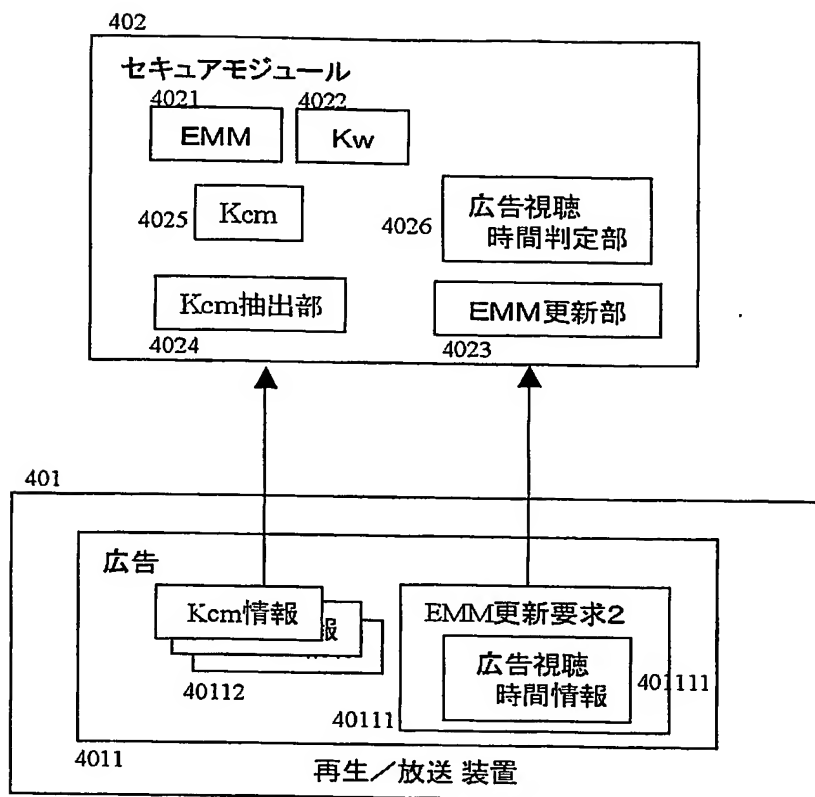 402
セキュアモジュール
4021
4022
EMM
Kw
4025
Kcm
4026
広告視聴
時間判定部
Kcm抽出部
EMM更新部
4024
4023
401
広告
Kcm情報
報
40112
EMM更新要求2
広告視聴
時間情報
401111
40111
4011
再生／放送 装置